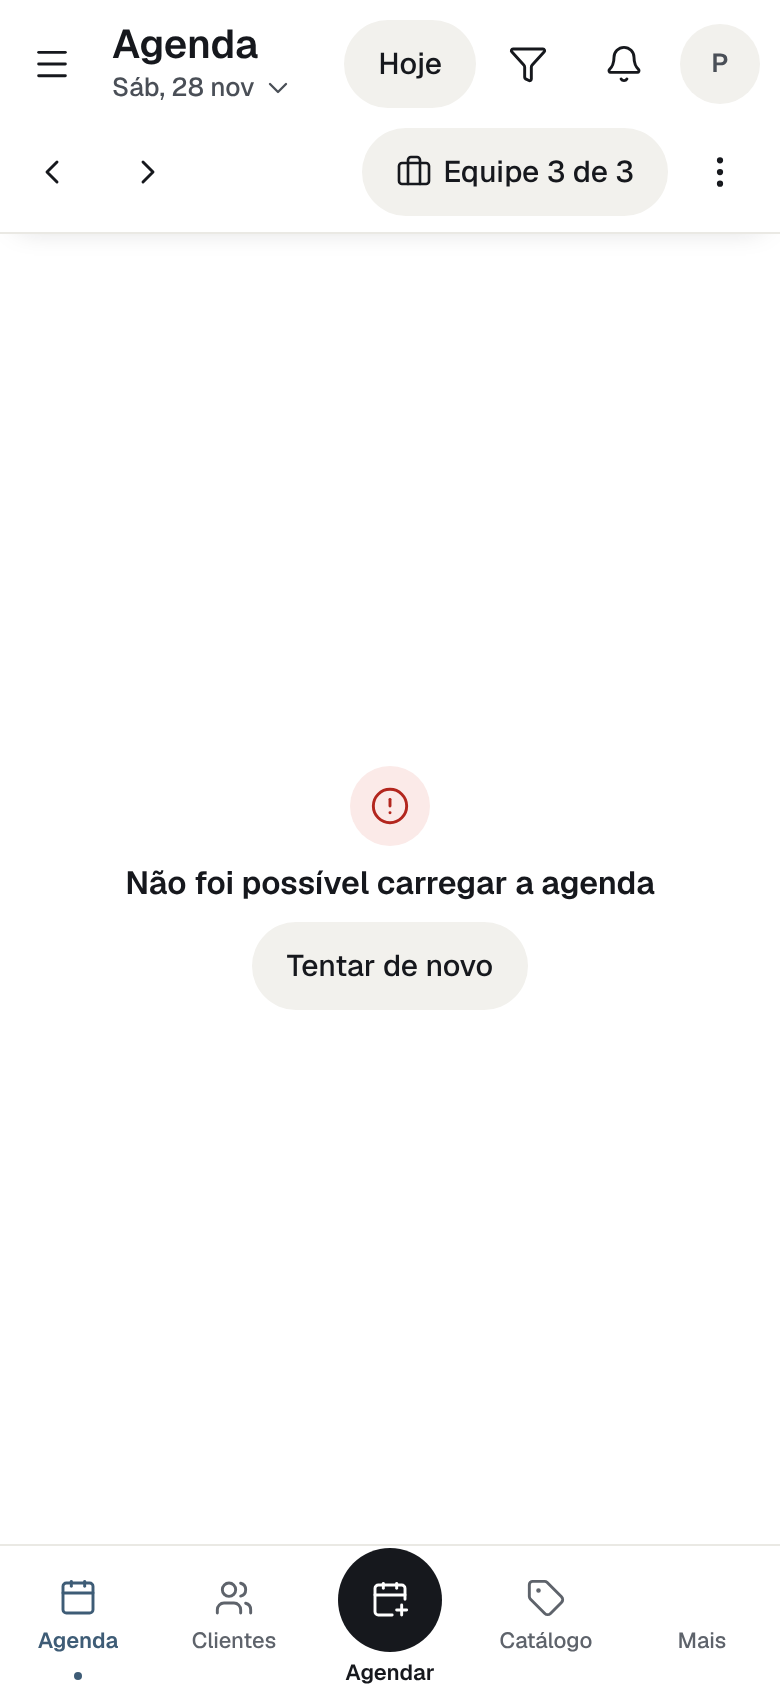 Agenda
Sáb, 28 nov
Hoje
P
Equipe 3 de 3
Não foi possível carregar a agenda
Tentar de novo
Agenda
Clientes
Agendar
Catálogo
Mais